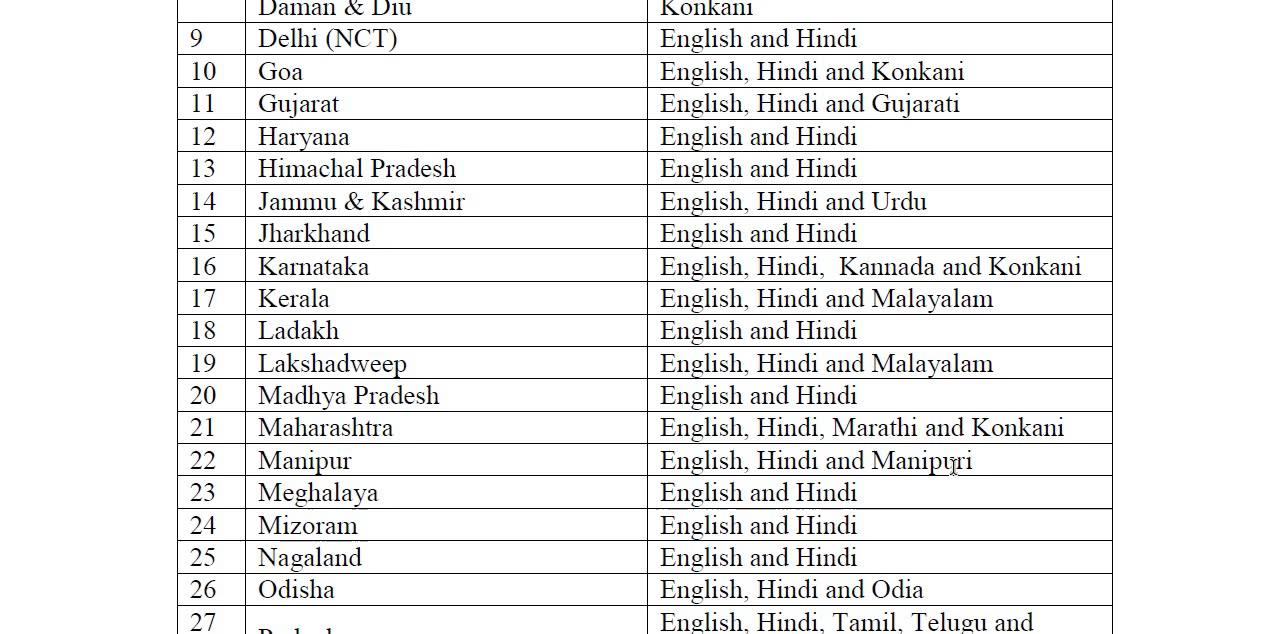 Daman & Diu Konkani
9 Delhi (NCT) English and Hindi
10 Goa English, Hindi and Konkani
11 Gujarat English, Hindi and Gujarati
12 Haryana English and Hindi
13 Himachal Pradesh English and Hindi
14 Jammu & Kashmir English, Hindi and Urdu
15 Jharkhand English and Hindi
16 Karnataka English, Hindi,  Kannada and Konkani
17 Kerala English, Hindi and Malayalam
18 Ladakh English and Hindi
19 Lakshadweep English, Hindi and Malayalam
20 Madhya Pradesh English and Hindi
21 Maharashtra English, Hindi, Marathi and Konkani
22 Manipur English, Hindi and Manipuri
23 Meghalaya English and Hindi
24 Mizoram English and Hindi
25 Nagaland English and Hindi
26 Odisha English, Hindi and Odia
27 English, Hindi, Tamil, Telugu and